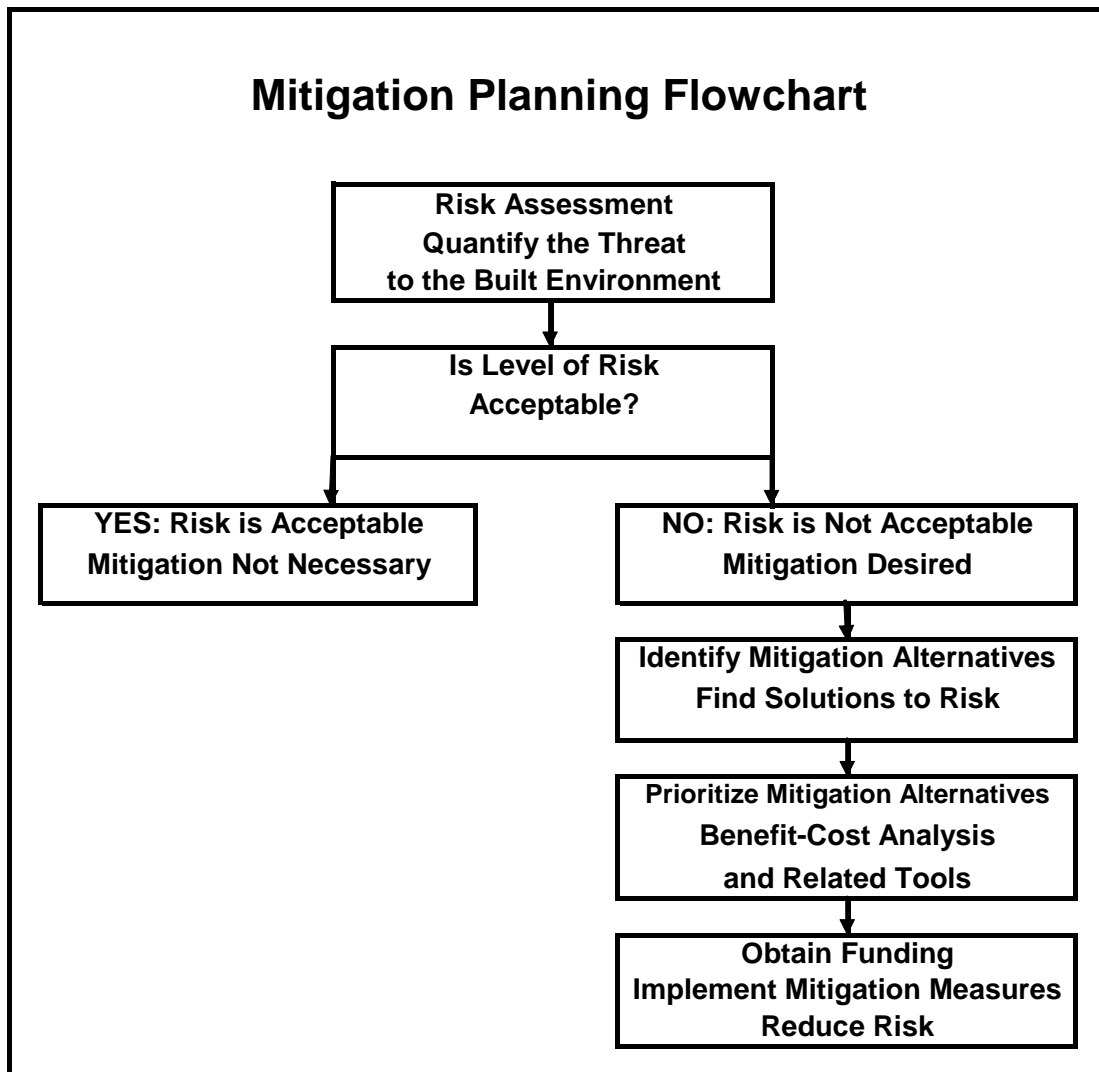 Mitigation Planning Flowchart
Risk Assessment
Quantify the Threat
to the Built Environment
Is Level of Risk
Acceptable?
YES: Risk is Acceptable
Mitigation Not Necessary
NO: Risk is Not Acceptable
Mitigation Desired
Identify Mitigation Alternatives
Find Solutions to Risk
Prioritize Mitigation Alternatives
Benefit-Cost Analysis
and Related Tools
Obtain Funding
Implement Mitigation Measures
Reduce Risk